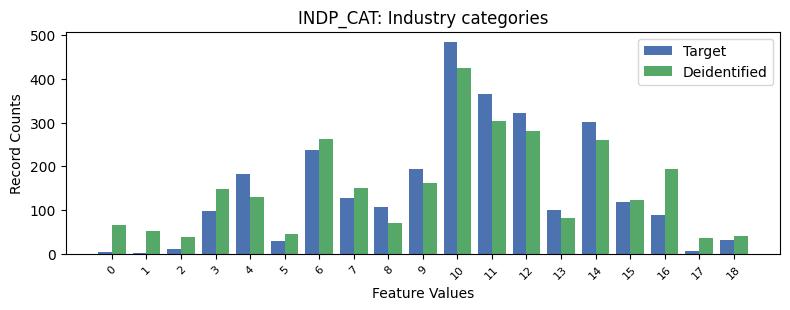 INDP_CAT: Industry categories
500
400
300
200
100
0
Record Counts
Target
Deidentified
0 1 2 3 4 5 6 7 8 9 10 11 12 13 14 15 16 17 18
Feature Values